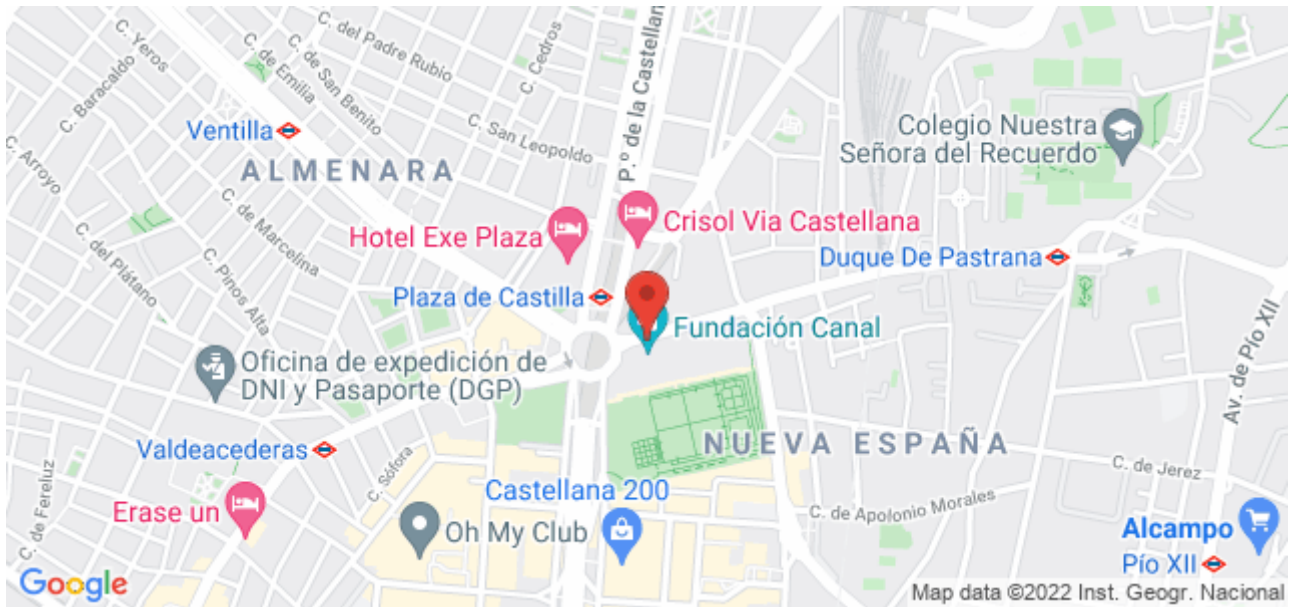 C. del Padre Rubio
C. Cedros
P.º de la Castellan
C. Yeros
C. de Emilia
C. de San Benito
C. Baracaldo
C. San Leopoldo
Ventilla
ALMENARA
Colegio Nuestra
Señora del Recuerdo
C. Arroyo
C. de Marcelina
C. del Plátano
C. Pinos Alta
Hotel Exe Plaza
Crisol Via Castellana
Duque De Pastrana
Plaza de Castilla
Fundación Canal
Av. de Pío XII
Oficina de expedición de
DNI y Pasaporte (DGP)
Valdeacederas
NUEVA ESPAÑA
C. Sófora
C. de Jerez
C. de Fereluz
Castellana 200
C. de Apolonio Morales
Erase un
Oh My Club
Alcampo
Pío XII
Google
Map data ©2022 Inst. Geogr. Nacional